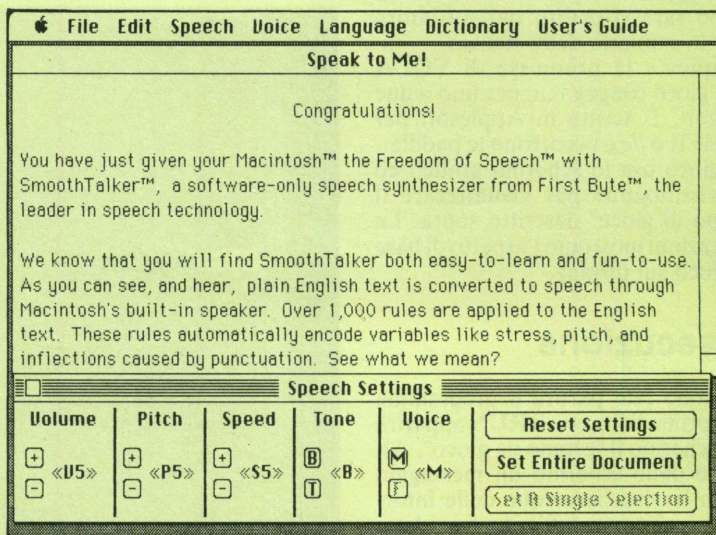 File Edit Speech Voice Language Dictionary User's Guide
Speak to Me!
Congratulations!
You have just given your Macintosh™ the Freedom of Speech™ with
SmoothTalker™, a software-only speech synthesizer from First Byte™, the
leader in speech technology.
We know that you will find SmoothTalker both easy-to-learn and fun-to-use.
As you can see, and hear, plain English text is converted to speech through
Macintosh's built-in speaker. Over 1,000 rules are applied to the English
text. These rules automatically encode variables like stress, pitch, and
inflections caused by punctuation. See what we mean?
Speech Settings
Volume Pitch Speed Tone Voice
+ «V5» − + «P5» − + «S5» − B «B» T M «M» F
Reset Settings
Set Entire Document
Set A Single Selection